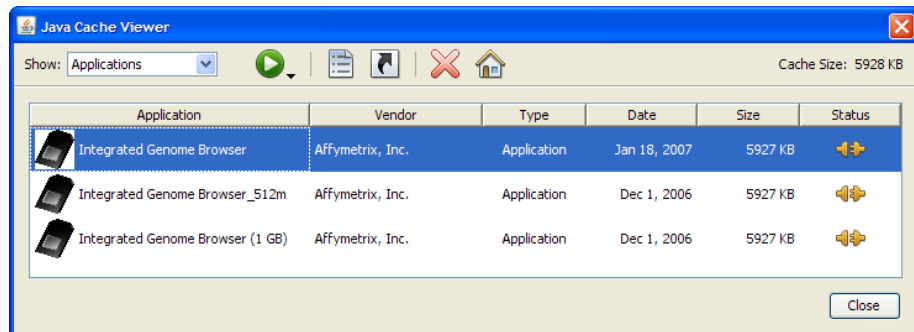 Java Cache Viewer
Show: Applications Cache Size: 5928 KB
Application Vendor Type Date Size Status
Integrated Genome Browser Affymetrix, Inc. Application Jan 18, 2007 5927 KB
Integrated Genome Browser_512m Affymetrix, Inc. Application Dec 1, 2006 5927 KB
Integrated Genome Browser (1 GB) Affymetrix, Inc. Application Dec 1, 2006 5927 KB
Close